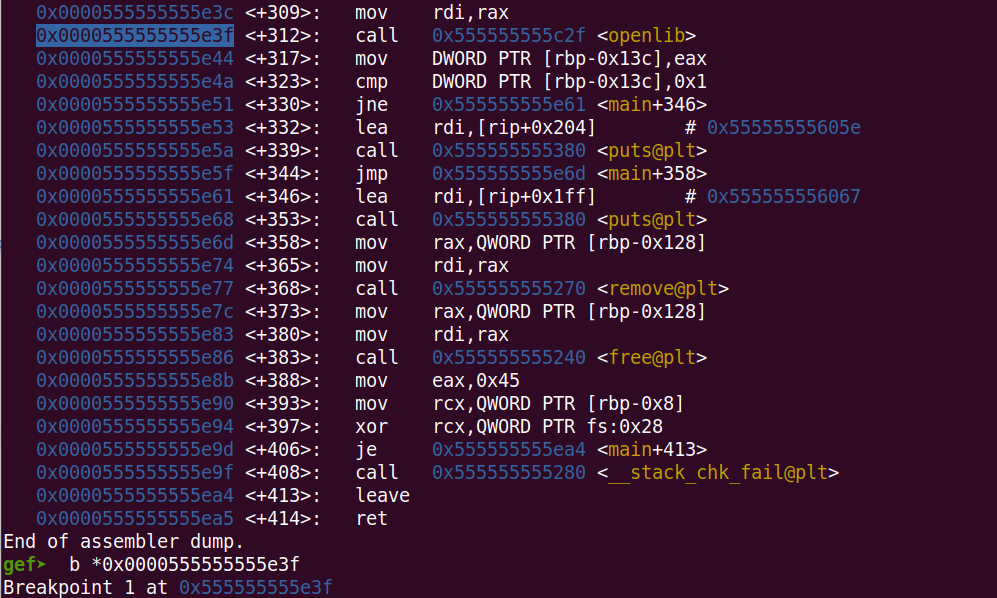 0x0000555555555e3c <+309>: mov rdi,rax
0x0000555555555e3f <+312>: call 0x555555555c2f <openlib>
0x0000555555555e44 <+317>: mov DWORD PTR [rbp-0x13c],eax
0x0000555555555e4a <+323>: cmp DWORD PTR [rbp-0x13c],0x1
0x0000555555555e51 <+330>: jne 0x555555555e61 <main+346>
0x0000555555555e53 <+332>: lea rdi,[rip+0x204] # 0x55555555605e
0x0000555555555e5a <+339>: call 0x555555555380 <puts@plt>
0x0000555555555e5f <+344>: jmp 0x555555555e6d <main+358>
0x0000555555555e61 <+346>: lea rdi,[rip+0x1ff] # 0x555555556067
0x0000555555555e68 <+353>: call 0x555555555380 <puts@plt>
0x0000555555555e6d <+358>: mov rax,QWORD PTR [rbp-0x128]
0x0000555555555e74 <+365>: mov rdi,rax
0x0000555555555e77 <+368>: call 0x555555555270 <remove@plt>
0x0000555555555e7c <+373>: mov rax,QWORD PTR [rbp-0x128]
0x0000555555555e83 <+380>: mov rdi,rax
0x0000555555555e86 <+383>: call 0x555555555240 <free@plt>
0x0000555555555e8b <+388>: mov eax,0x45
0x0000555555555e90 <+393>: mov rcx,QWORD PTR [rbp-0x8]
0x0000555555555e94 <+397>: xor rcx,QWORD PTR fs:0x28
0x0000555555555e9d <+406>: je 0x555555555ea4 <main+413>
0x0000555555555e9f <+408>: call 0x555555555280 <__stack_chk_fail@plt>
0x0000555555555ea4 <+413>: leave
0x0000555555555ea5 <+414>: ret
End of assembler dump.
gef➤ b *0x0000555555555e3f
Breakpoint 1 at 0x555555555e3f